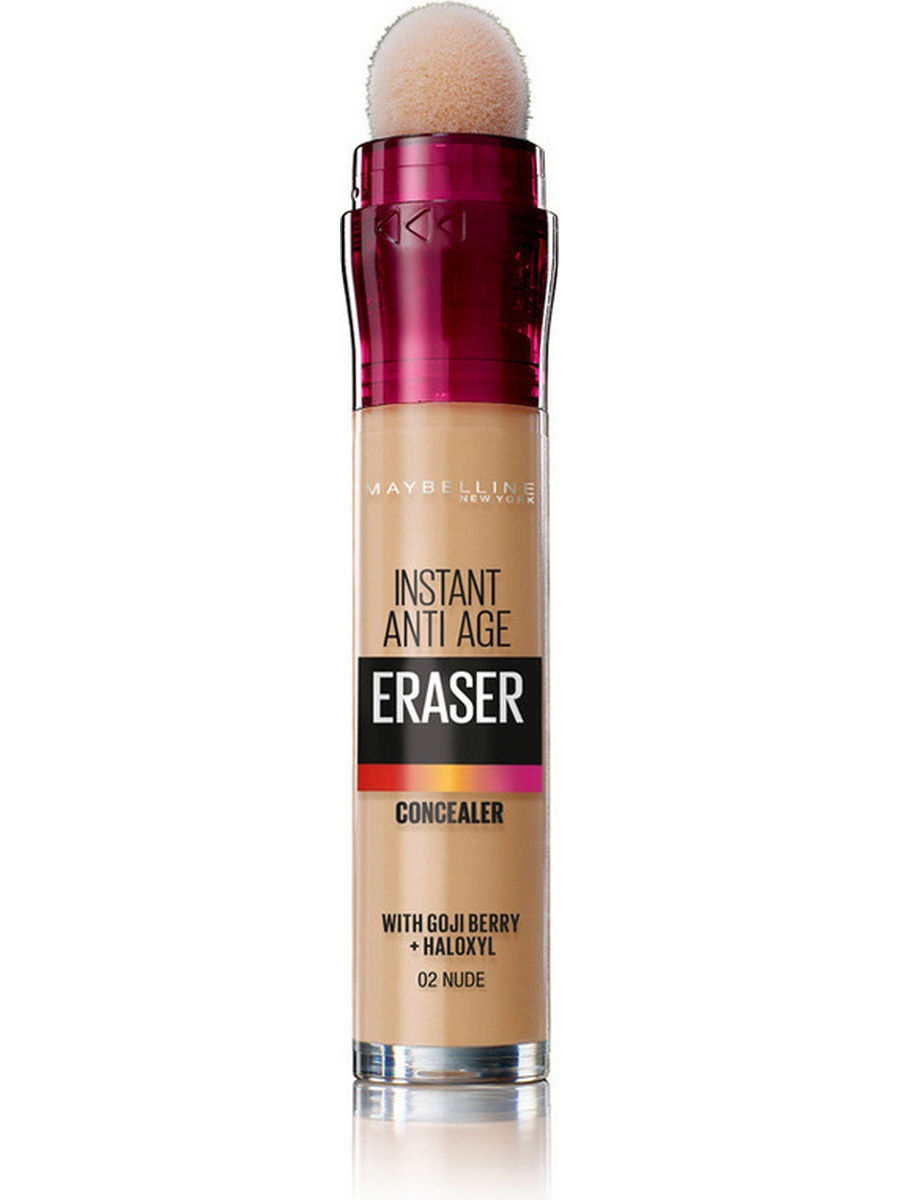 MAYBELLINE
NEW YORK
INSTANT
ANTI AGE
ERASER
CONCEALER
WITH GOJI BERRY
+ HALOXYL
02 NUDE